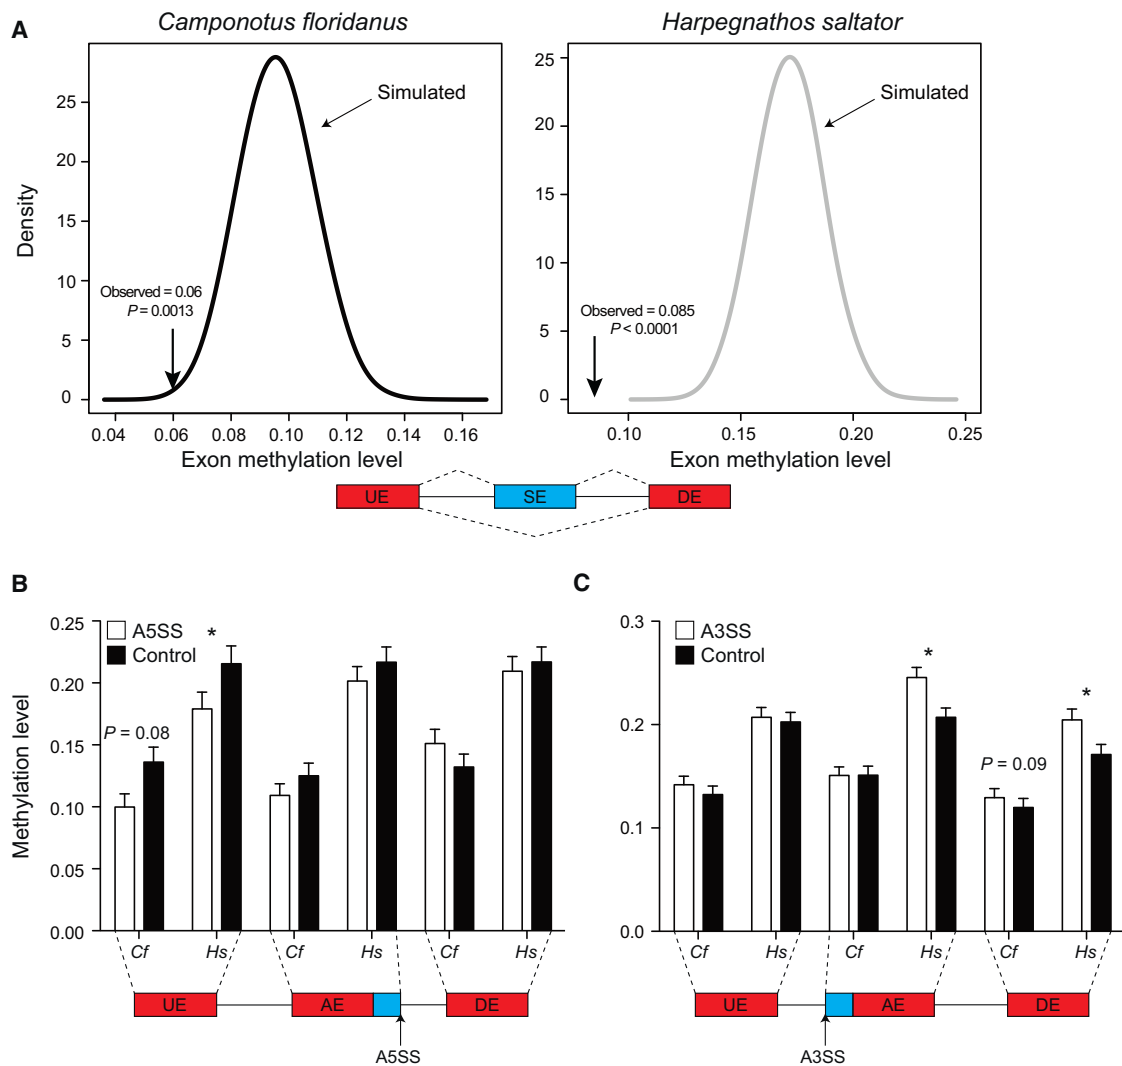 A
Camponotus floridanus
Harpegnathos saltator
Density
25
20
15
10
5
0
Simulated
Observed = 0.06
P = 0.0013
0.04 0.06 0.08 0.10 0.12 0.14 0.16
Exon methylation level
25
20
15
10
5
0
Simulated
Observed = 0.085
P < 0.0001
0.10 0.15 0.20 0.25
Exon methylation level
UE SE DE
B
Methylation level
0.25
0.20
0.15
0.10
0.05
0.00
A5SS
Control
*
P = 0.08
Cf Hs Cf Hs Cf Hs
UE AE DE
A5SS
C
0.3
0.2
0.1
0.0
A3SS
Control
*
*
P = 0.09
Cf Hs Cf Hs Cf Hs
UE AE DE
A3SS